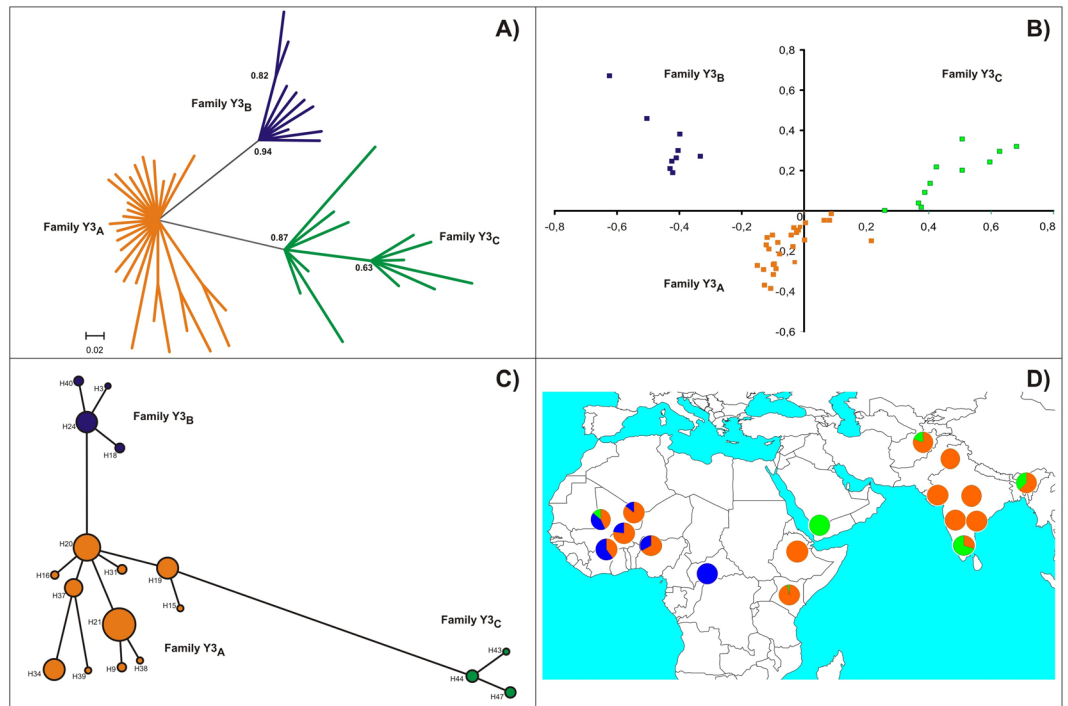 A)
0.82
Family Y3B
0.94
Family Y3A
0.87
Family Y3C
0.63
0.02
B)
0,8
Family Y3B
Family Y3C
0,6
0,4
0,2
-0,8
-0,6
-0,4
-0,2
0
0,2
0,4
0,6
0,8
-0,2
Family Y3A
-0,4
-0,6
C)
H40
H3
Family Y3B
H24
H18
H20
H16
H31
H19
H37
H15
H21
Family Y3A
H34
H39
H9
H38
Family Y3C
H43
H44
H47
D)